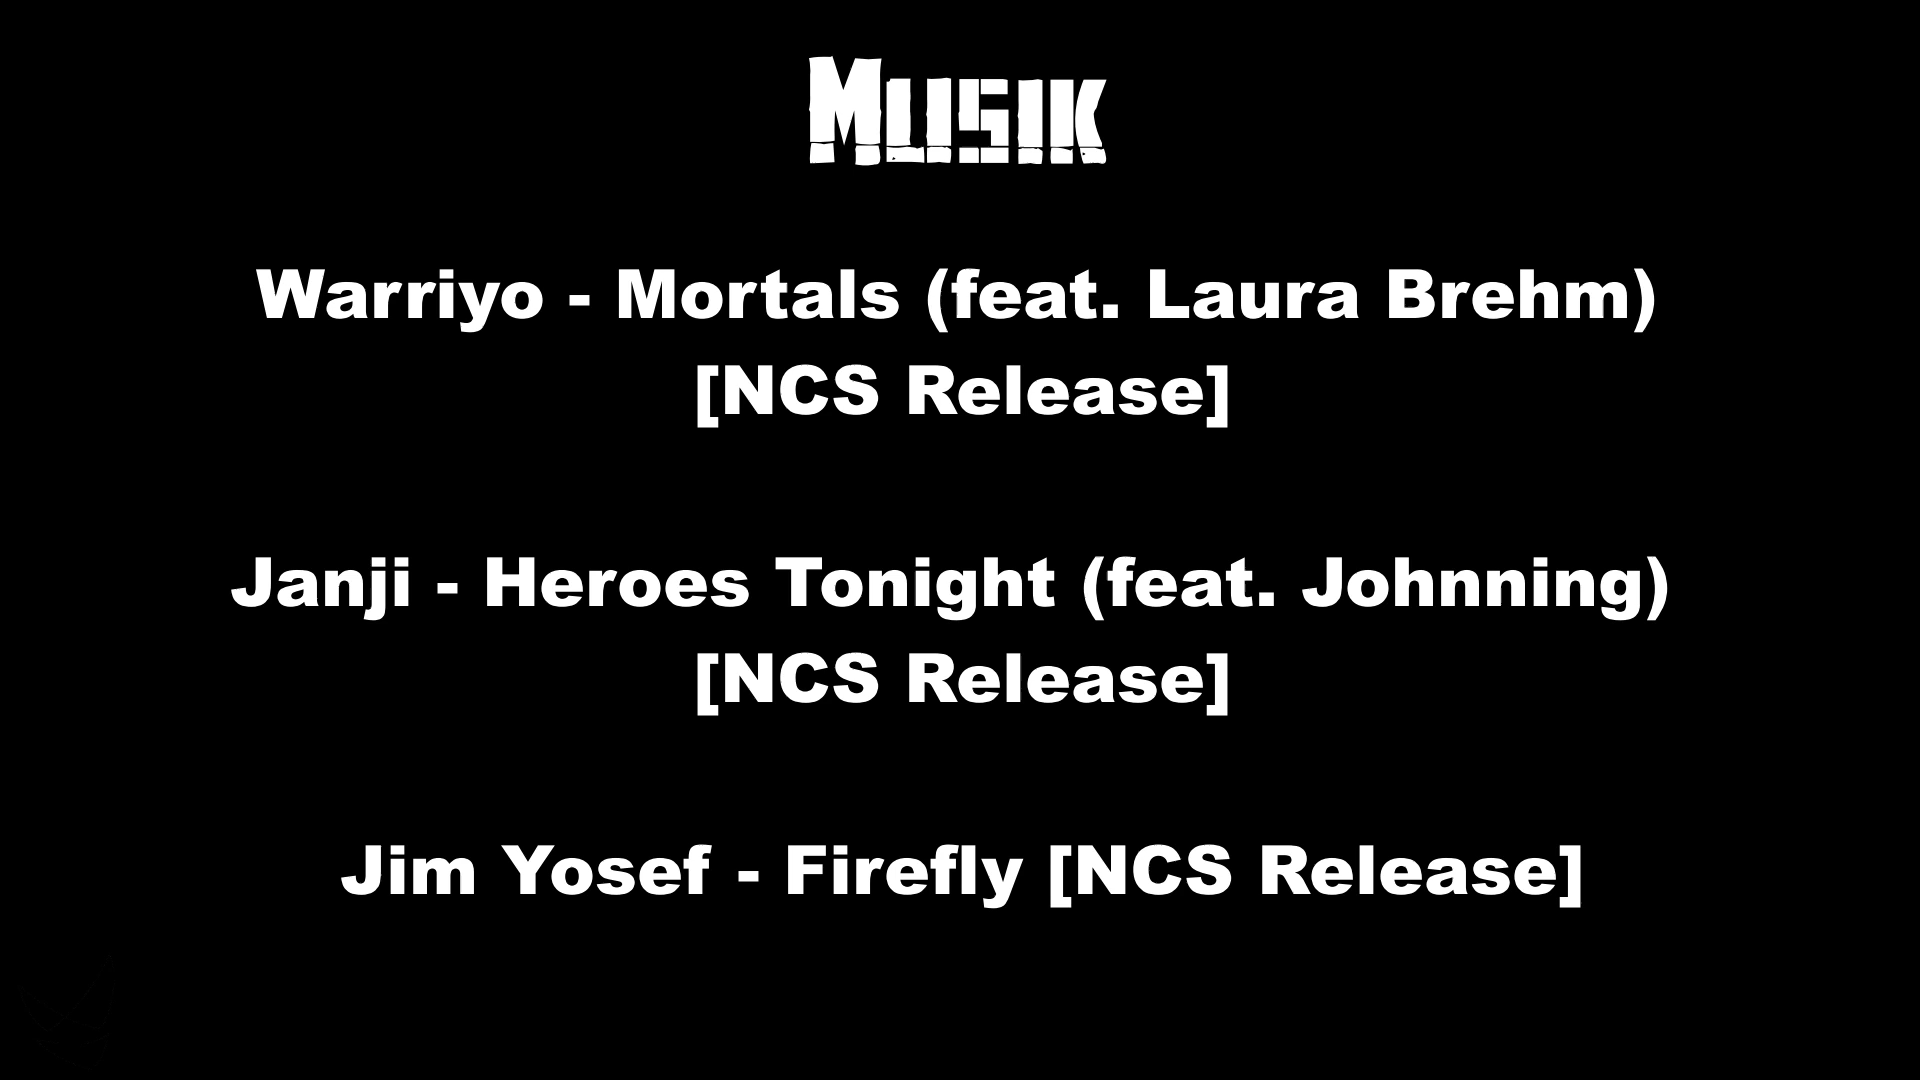 Musik
Warriyo - Mortals (feat. Laura Brehm)
[NCS Release]
Janji - Heroes Tonight (feat. Johnning)
[NCS Release]
Jim Yosef - Firefly [NCS Release]